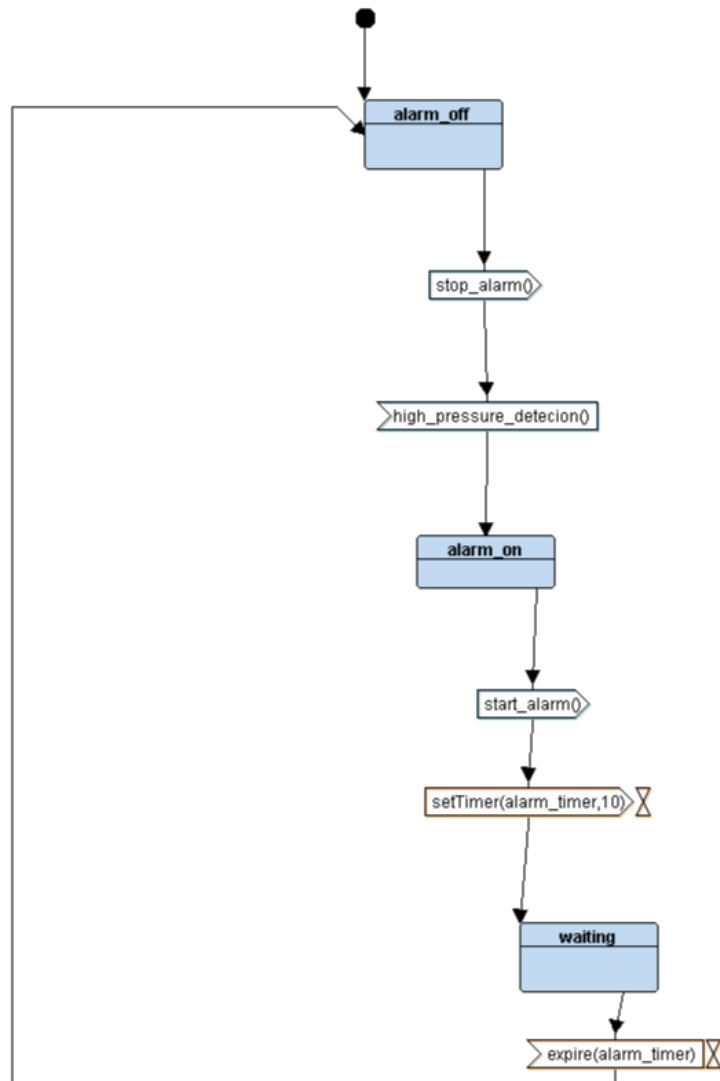 alarm_off
stop_alarm()
high_pressure_detecion()
alarm_on
start_alarm()
setTimer(alarm_timer,10)
waiting
expire(alarm_timer)